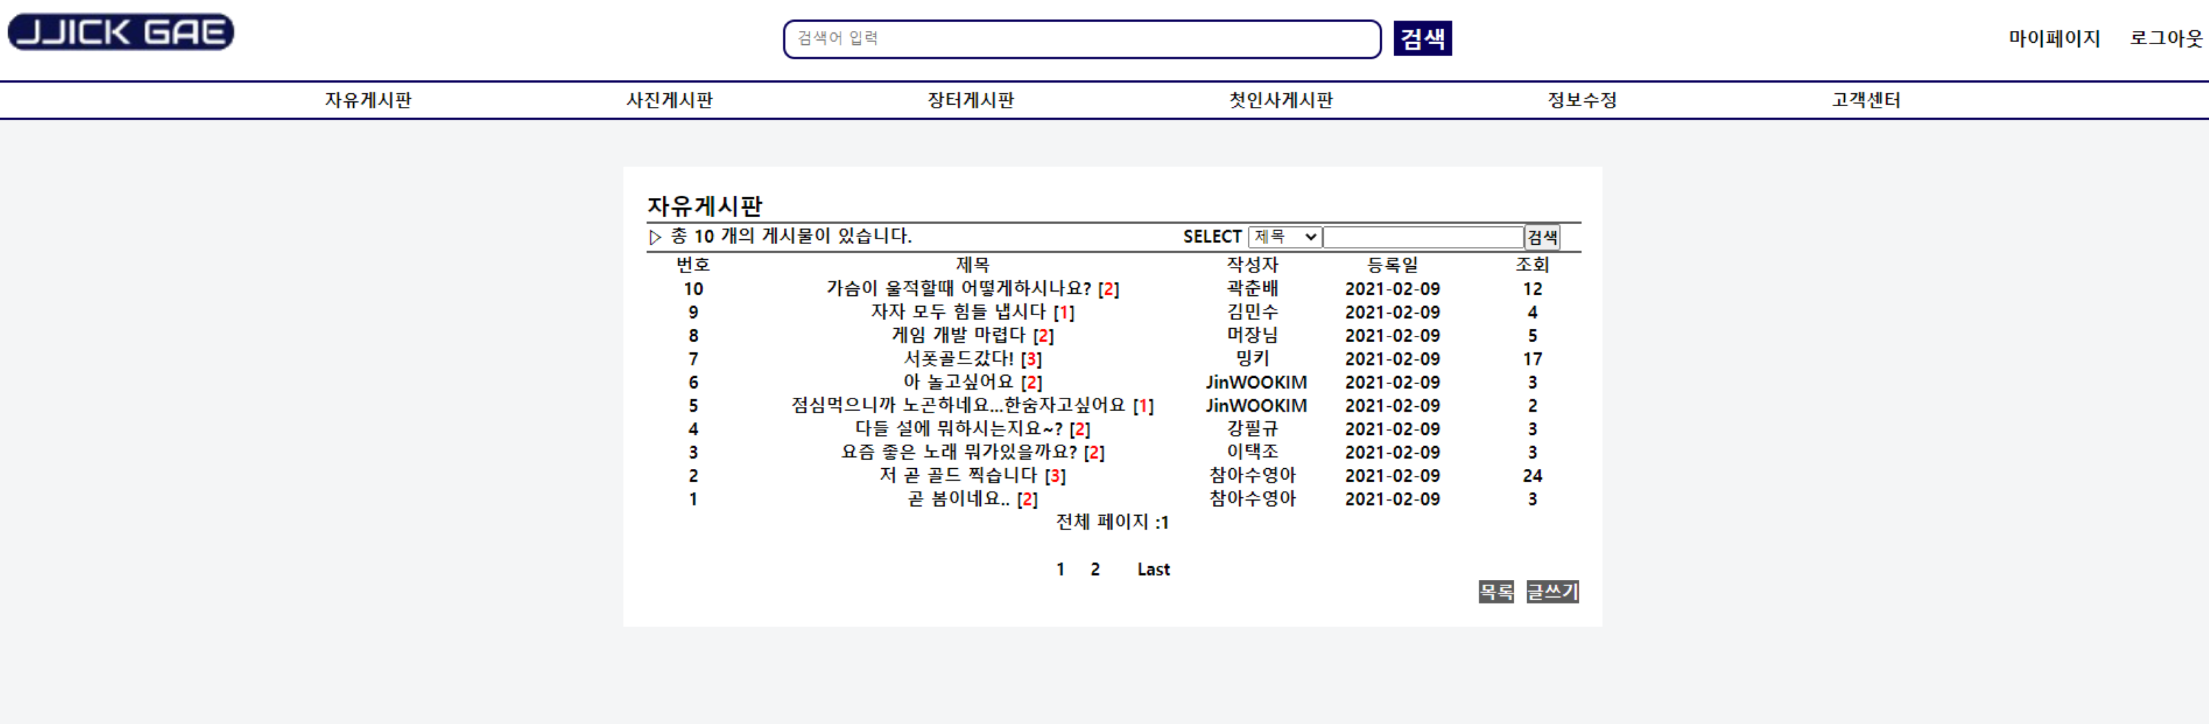 JJICK GAE
검색어 입력 검색
마이페이지 로그아웃
자유게시판 사진게시판 장터게시판 첫인사게시판 정보수정 고객센터
자유게시판
▷ 총 10 개의 게시물이 있습니다. SELECT 제목 검색
번호 제목 작성자 등록일 조회
10 가슴이 울적할때 어떻게하시나요? [2] 곽춘배 2021-02-09 12
9 자자 모두 힘들 냅시다 [1] 김민수 2021-02-09 4
8 게임 개발 마렵다 [2] 머장님 2021-02-09 5
7 서폿골드갔다! [3] 밍키 2021-02-09 17
6 아 놀고싶어요 [2] JinWOOKIM 2021-02-09 3
5 점심먹으니까 노곤하네요...한숨자고싶어요 [1] JinWOOKIM 2021-02-09 2
4 다들 설에 뭐하시는지요~? [2] 강필규 2021-02-09 3
3 요즘 좋은 노래 뭐가있을까요? [2] 이택조 2021-02-09 3
2 저 곧 골드 찍습니다 [3] 참아수영아 2021-02-09 24
1 곧 봄이네요.. [2] 참아수영아 2021-02-09 3
전체 페이지 :1
1 2 Last
목록 글쓰기